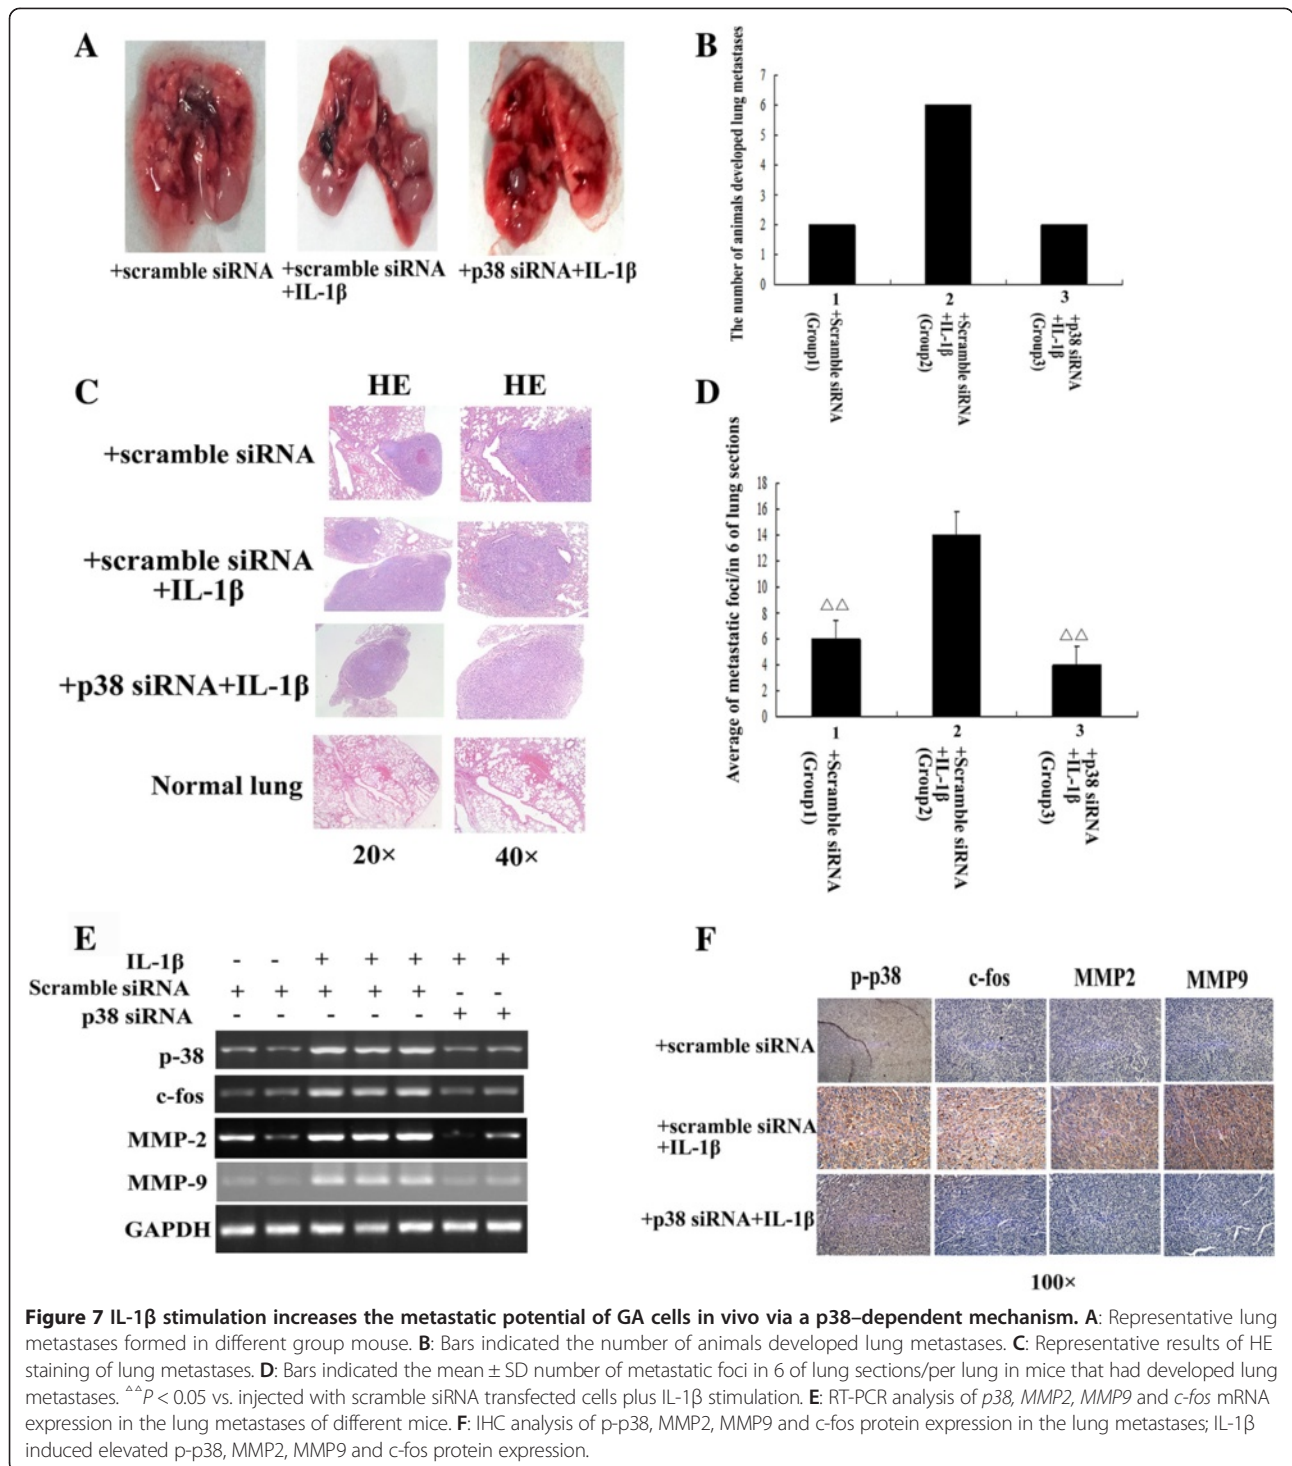 A
+scramble siRNA
+scramble siRNA
+IL-1β
+p38 siRNA+IL-1β
B
The number of animals developed lung metastases
7
6
5
4
3
2
1
0
1
+Scramble siRNA
(Group1)
2
+Scramble siRNA
+IL-1β
(Group2)
3
+p38 siRNA
+IL-1β
(Group3)
C
HE HE
+scramble siRNA
+scramble siRNA
+IL-1β
+p38 siRNA+IL-1β
Normal lung
20× 40×
D
Average of metastatic foci/in 6 of lung sections
18
16
14
12
10
8
6
4
2
0
△△
△△
1
+Scramble siRNA
(Group1)
2
+Scramble siRNA
+IL-1β
(Group2)
3
+p38 siRNA
+IL-1β
(Group3)
E
IL-1β - - + + + + +
Scramble siRNA + + + + + - -
p38 siRNA - - - - - + +
p-38
c-fos
MMP-2
MMP-9
GAPDH
F
p-p38 c-fos MMP2 MMP9
+scramble siRNA
+scramble siRNA
+IL-1β
+p38 siRNA+IL-1β
100×
Figure 7 IL-1β stimulation increases the metastatic potential of GA cells in vivo via a p38–dependent mechanism. A: Representative lung
metastases formed in different group mouse. B: Bars indicated the number of animals developed lung metastases. C: Representative results of HE
staining of lung metastases. D: Bars indicated the mean ± SD number of metastatic foci in 6 of lung sections/per lung in mice that had developed lung
metastases. △△P < 0.05 vs. injected with scramble siRNA transfected cells plus IL-1β stimulation. E: RT-PCR analysis of p38, MMP2, MMP9 and c-fos mRNA
expression in the lung metastases of different mice. F: IHC analysis of p-p38, MMP2, MMP9 and c-fos protein expression in the lung metastases; IL-1β
induced elevated p-p38, MMP2, MMP9 and c-fos protein expression.